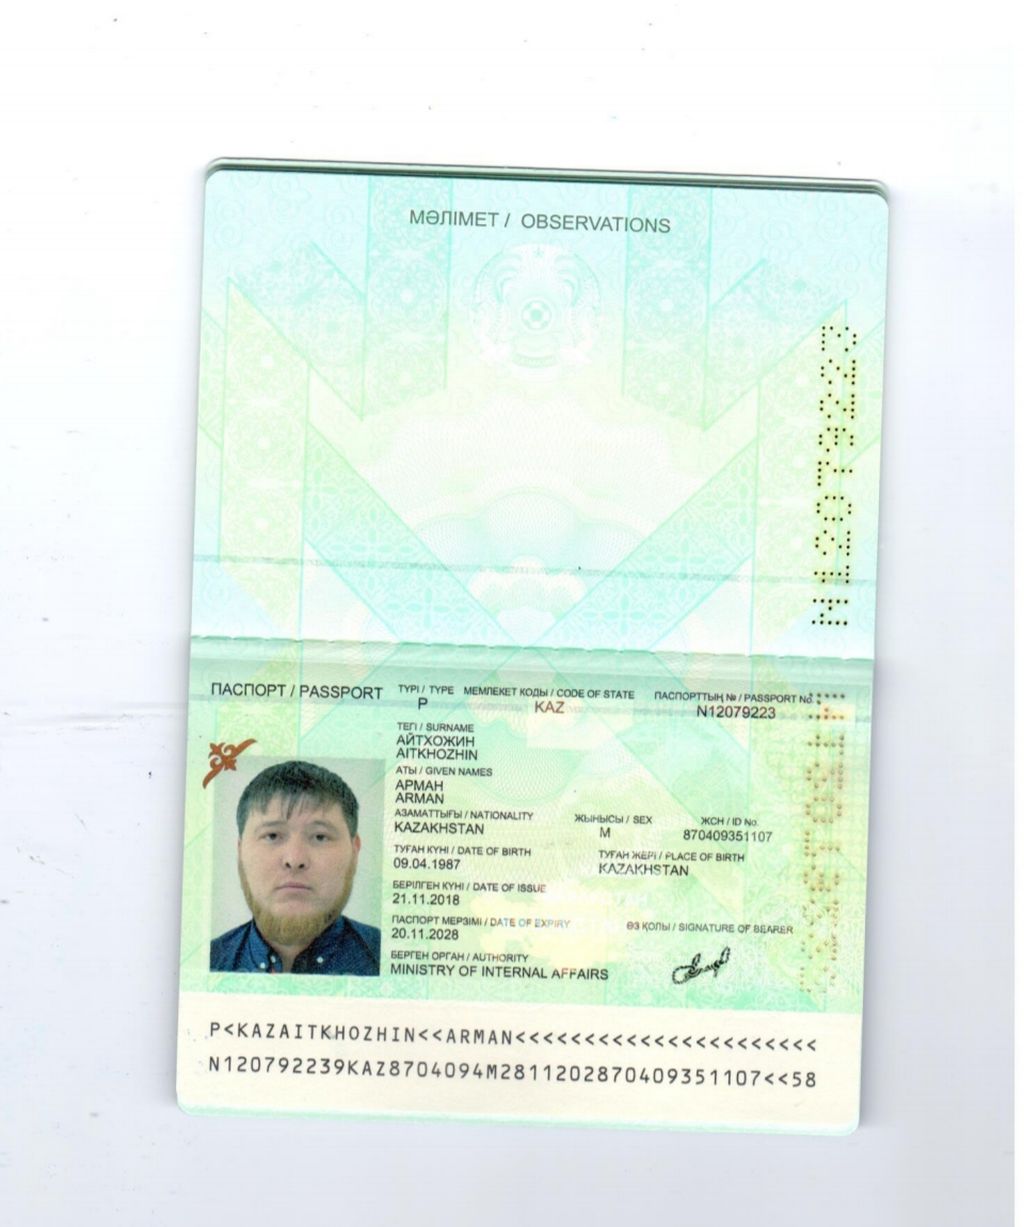 МӘЛІМЕТ / OBSERVATIONS
N12079223
ПАСПОРТ / PASSPORT
ТҮРІ / TYPE МЕМЛЕКЕТ КОДЫ / CODE OF STATE ПАСПОРТТЫҢ № / PASSPORT No.
P KAZ N12079223
ТЕГІ / SURNAME
АЙТХОЖИН
AITKHOZHIN
АТЫ / GIVEN NAMES
АРМАН
ARMAN
АЗАМАТТЫҒЫ / NATIONALITY ЖЫНЫСЫ / SEX ЖСН / ID No.
KAZAKHSTAN M 870409351107
ТУҒАН КҮНІ / DATE OF BIRTH ТУҒАН ЖЕРІ / PLACE OF BIRTH
09.04.1987 KAZAKHSTAN
БЕРІЛГЕН КҮНІ / DATE OF ISSUE
21.11.2018
ПАСПОРТ МЕРЗІМІ / DATE OF EXPIRY ӨЗ ҚОЛЫ / SIGNATURE OF BEARER
20.11.2028
БЕРГЕН ОРГАН / AUTHORITY
MINISTRY OF INTERNAL AFFAIRS
P<KAZAITKHOZHIN<<ARMAN<<<<<<<<<<<<<<<<<<<<<<
N120792239KAZ8704094M2811202870409351107<<58